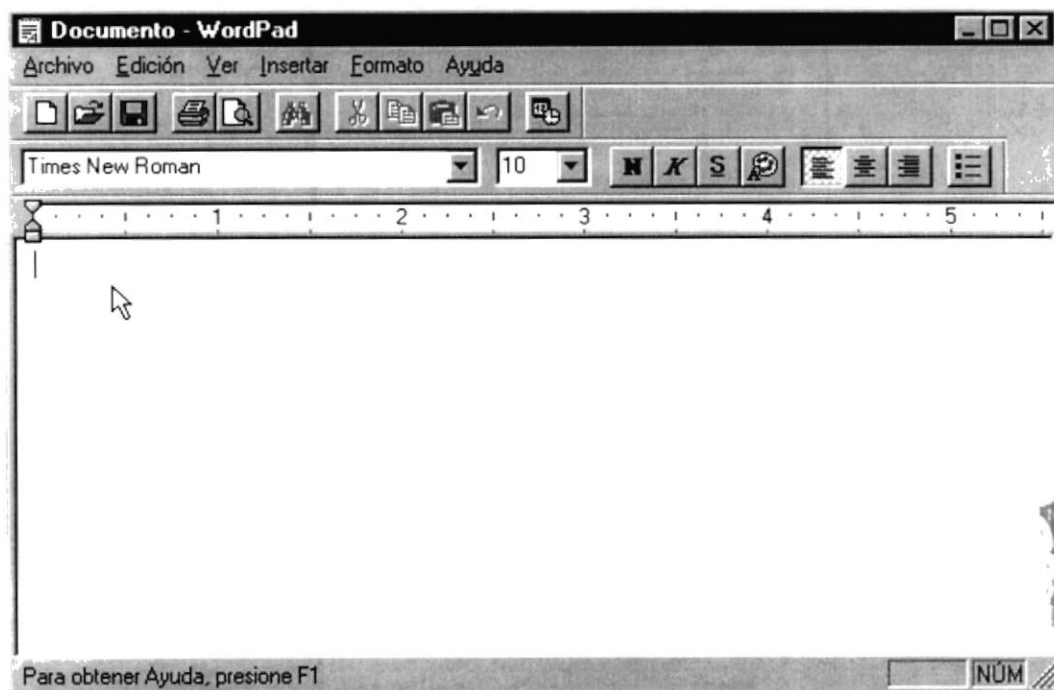 Documento - WordPad
Archivo Edición Ver Insertar Formato Ayuda
Times New Roman 10 N K S
1 2 3 4 5
Para obtener Ayuda, presione F1 NÚM